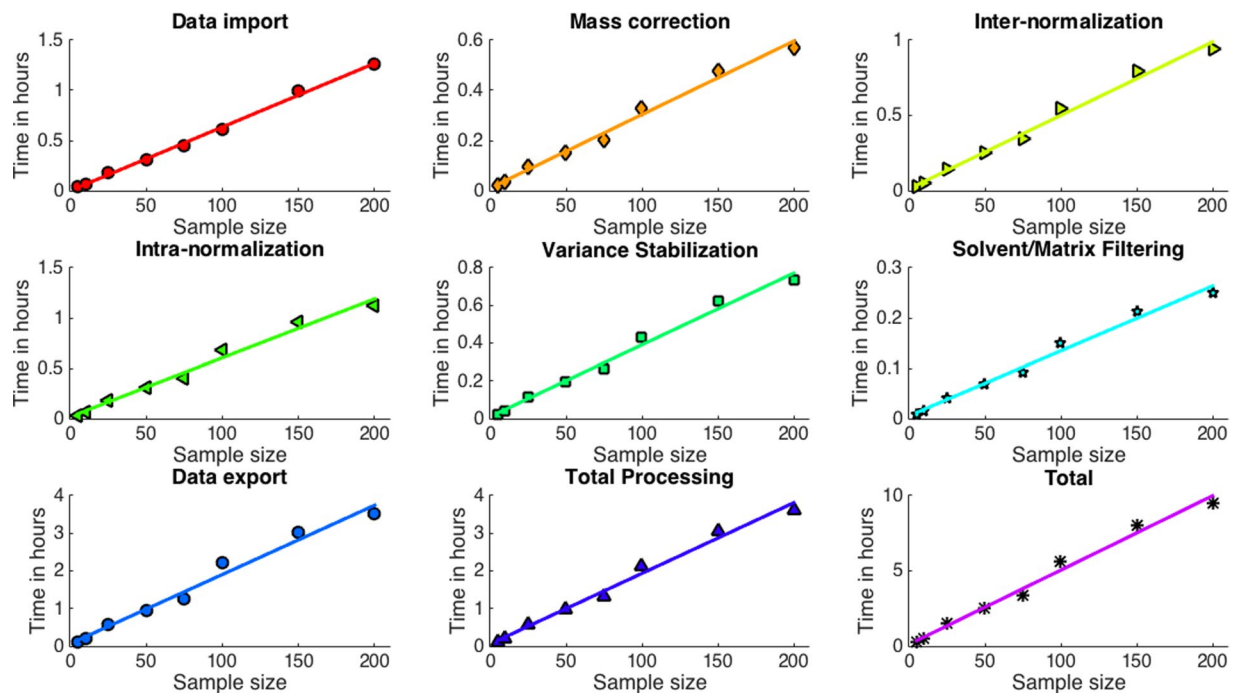 Data import
1.5
1
0.5
0
Time in hours
0 50 100 150 200
Sample size
Mass correction
0.6
0.4
0.2
0
Time in hours
0 50 100 150 200
Sample size
Inter-normalization
1
0.5
0
Time in hours
0 50 100 150 200
Sample size
Intra-normalization
1.5
1
0.5
0
Time in hours
0 50 100 150 200
Sample size
Variance Stabilization
0.8
0.6
0.4
0.2
0
Time in hours
0 50 100 150 200
Sample size
Solvent/Matrix Filtering
0.3
0.2
0.1
0
Time in hours
0 50 100 150 200
Sample size
Data export
4
3
2
1
0
Time in hours
0 50 100 150 200
Sample size
Total Processing
4
3
2
1
0
Time in hours
0 50 100 150 200
Sample size
Total
10
5
0
Time in hours
0 50 100 150 200
Sample size